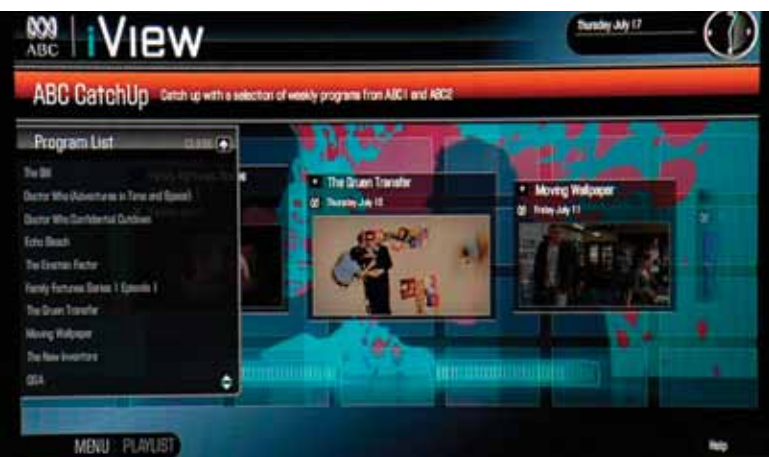 ABC
iView
Thursday July 17
ABC CatchUp
Catch up with a selection of weekly programs from ABC1 and ABC2
Program List
CLOSE
The Bill
Doctor Who (Adventures in Time and Space)
Doctor Who Confidential Cutdown
Echo Beach
The Einstein Factor
Family Fortunes Series 1 Episode 1
The Gruen Transfer
Moving Wallpaper
The New Inventors
Q&A
The Gruen Transfer
Thursday July 10
Moving Wallpaper
Friday July 11
MENU : PLAYLIST
Help